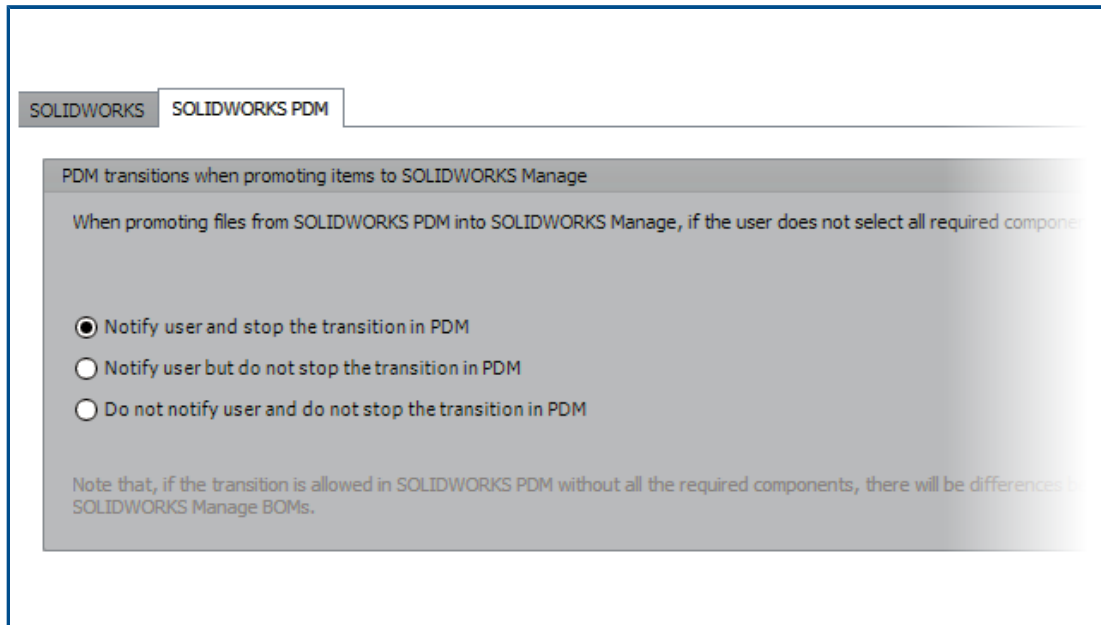 SOLIDWORKS
SOLIDWORKS PDM
PDM transitions when promoting items to SOLIDWORKS Manage
When promoting files from SOLIDWORKS PDM into SOLIDWORKS Manage, if the user does not select all required
Notify user and stop the transition in PDM
Notify user but do not stop the transition in PDM
Do not notify user and do not stop the transition in PDM
Note that, if the transition is allowed in SOLIDWORKS PDM without all the required components, there will be differences
SOLIDWORKS Manage BOMs.